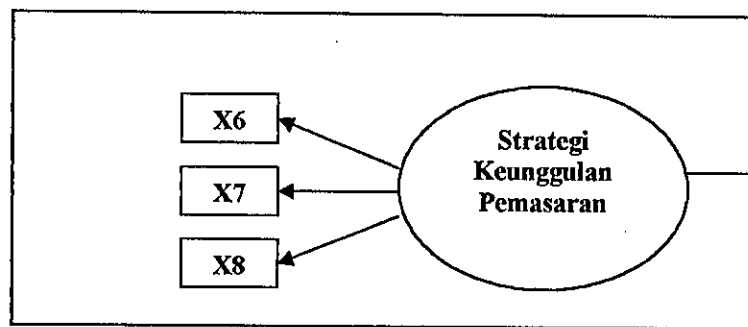 X6
X7
X8
Strategi
Keunggulan
Pemasaran